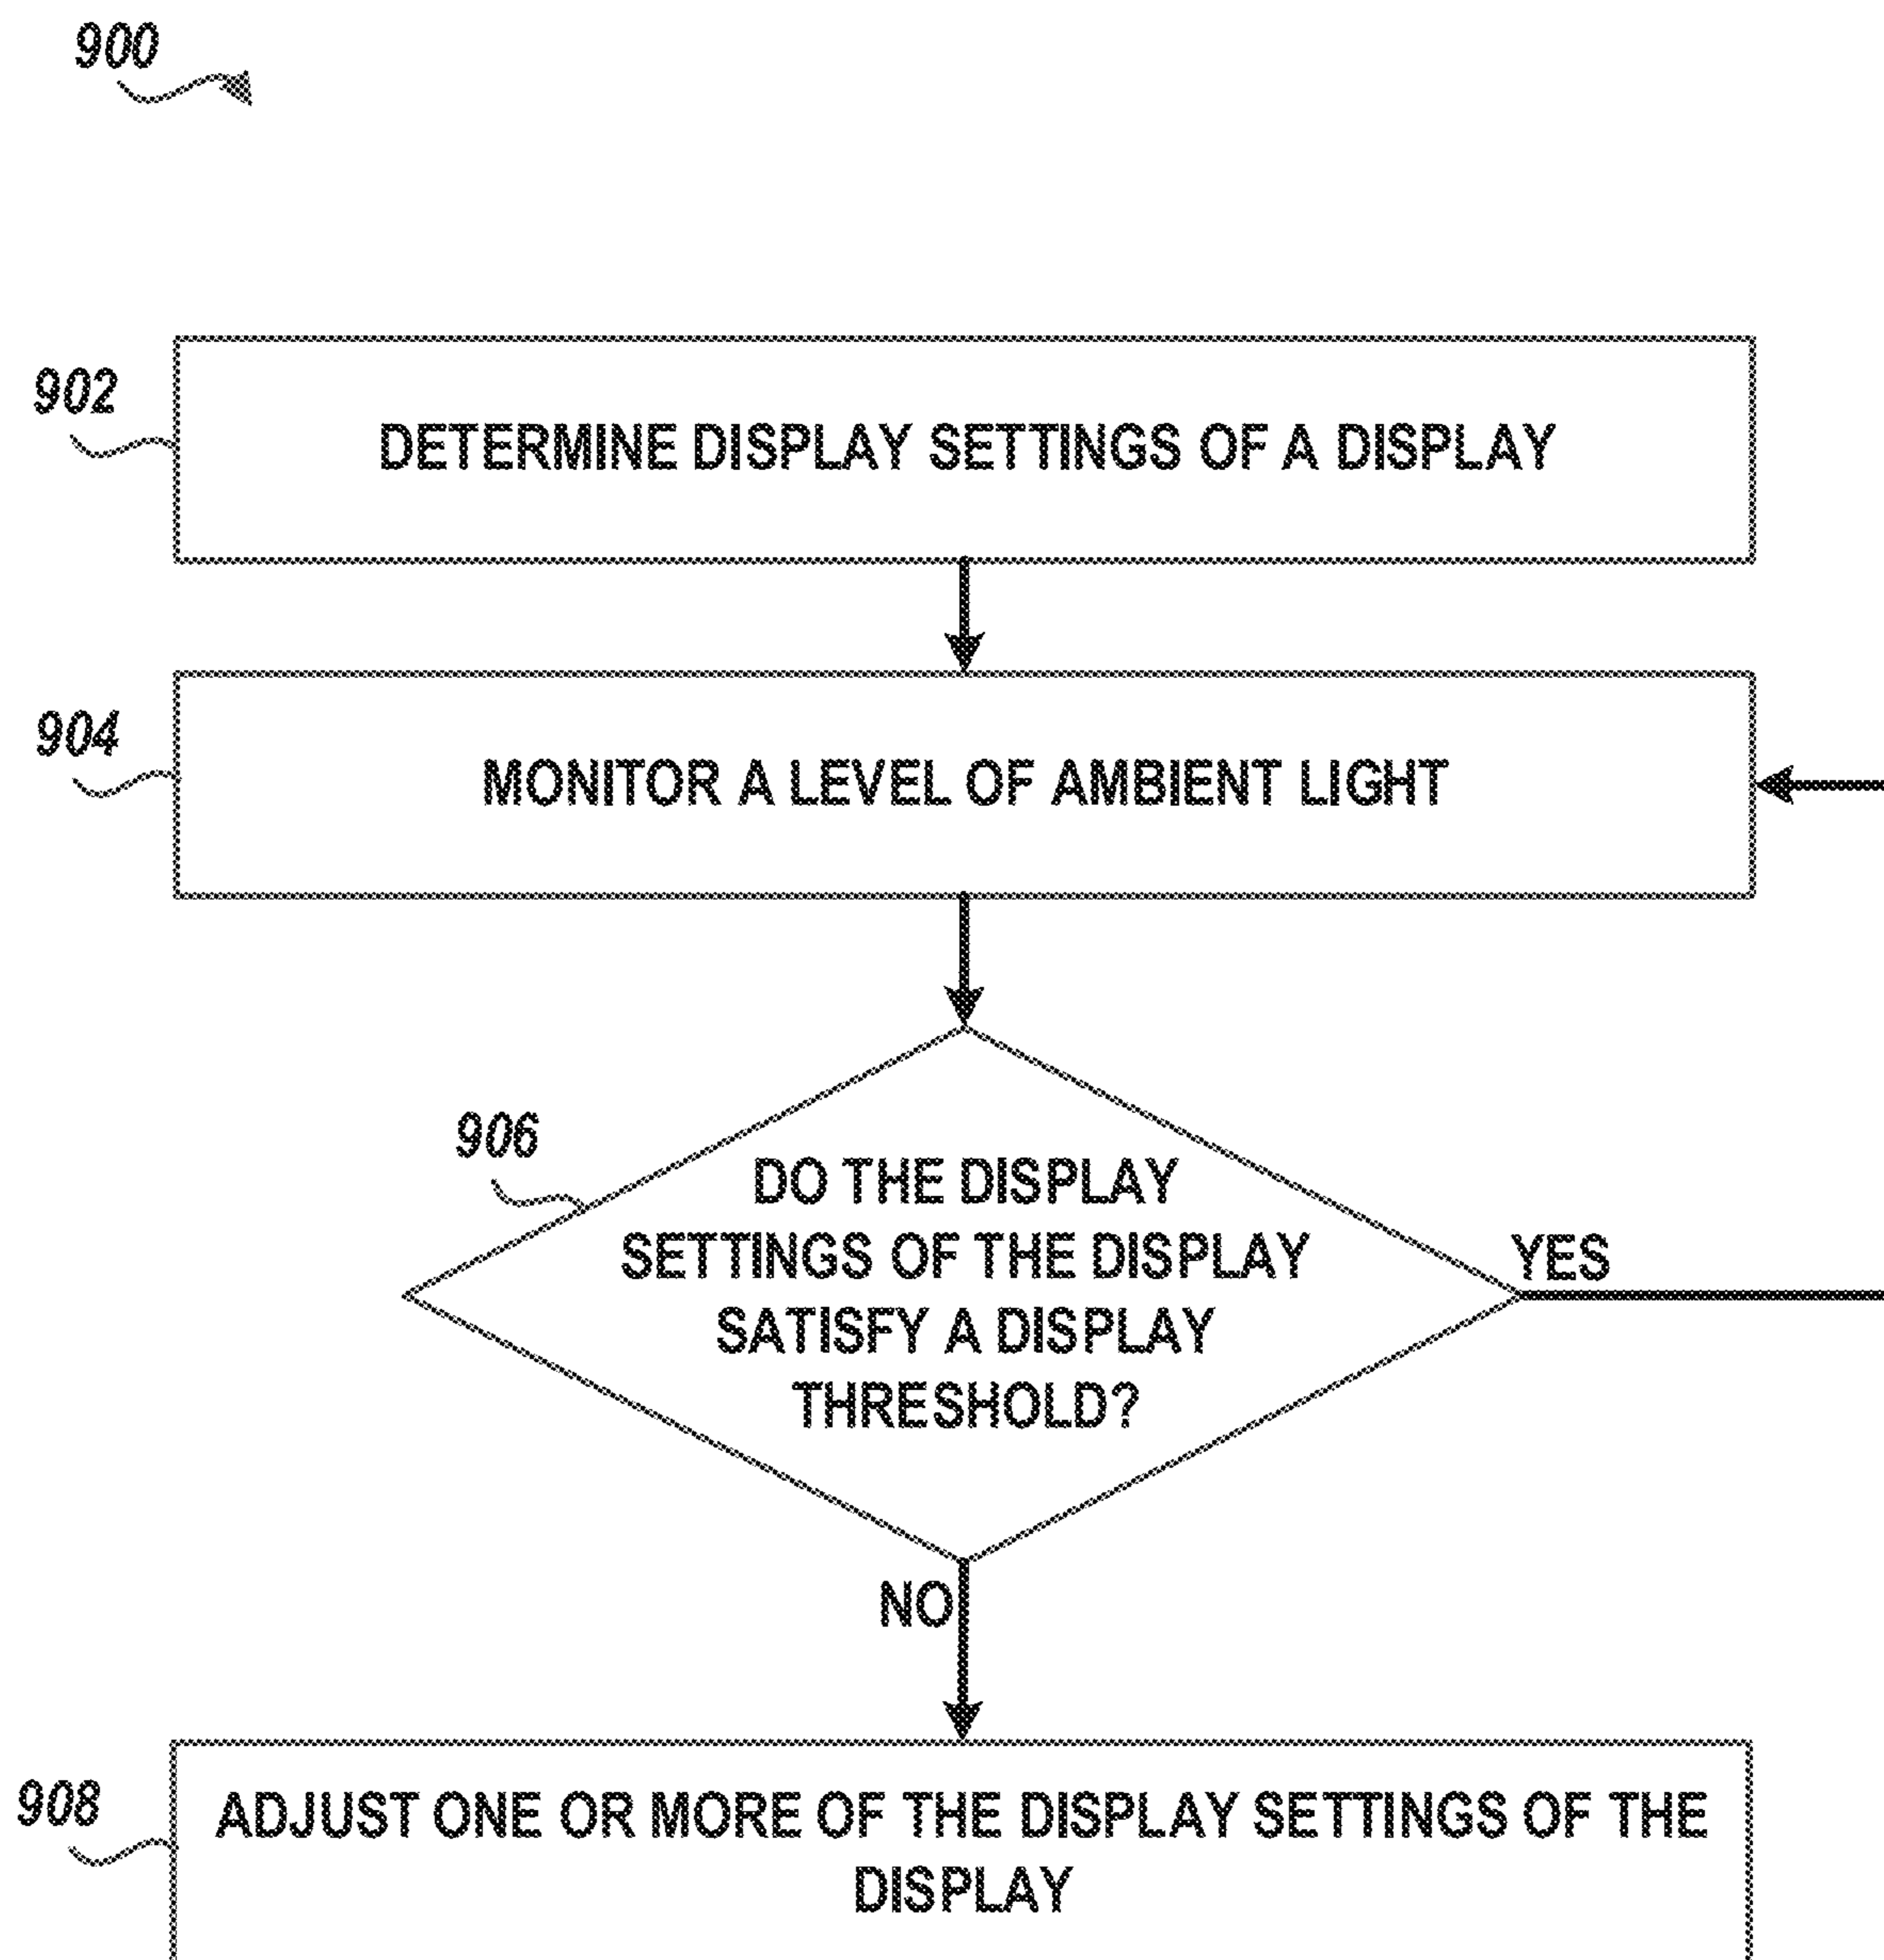 900
902
DETERMINE DISPLAY SETTINGS OF A DISPLAY
904
MONITOR A LEVEL OF AMBIENT LIGHT
906
DO THE DISPLAY
SETTINGS OF THE DISPLAY
SATISFY A DISPLAY
THRESHOLD?
YES
NO
908
ADJUST ONE OR MORE OF THE DISPLAY SETTINGS OF THE
DISPLAY